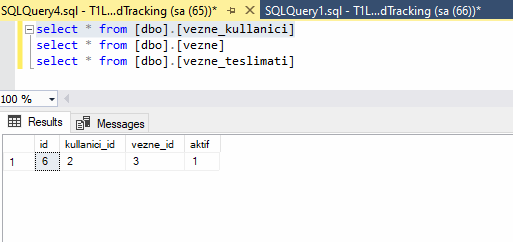 SQLQuery4.sql - T1L...dTracking (sa (65))* SQLQuery1.sql - T1L...dTracking (sa (66))*
select * from [dbo].[vezne_kullanici]
select * from [dbo].[vezne]
select * from [dbo].[vezne_teslimati]
100 %
Results Messages
id kullanici_id vezne_id aktif
1 6 2 3 1